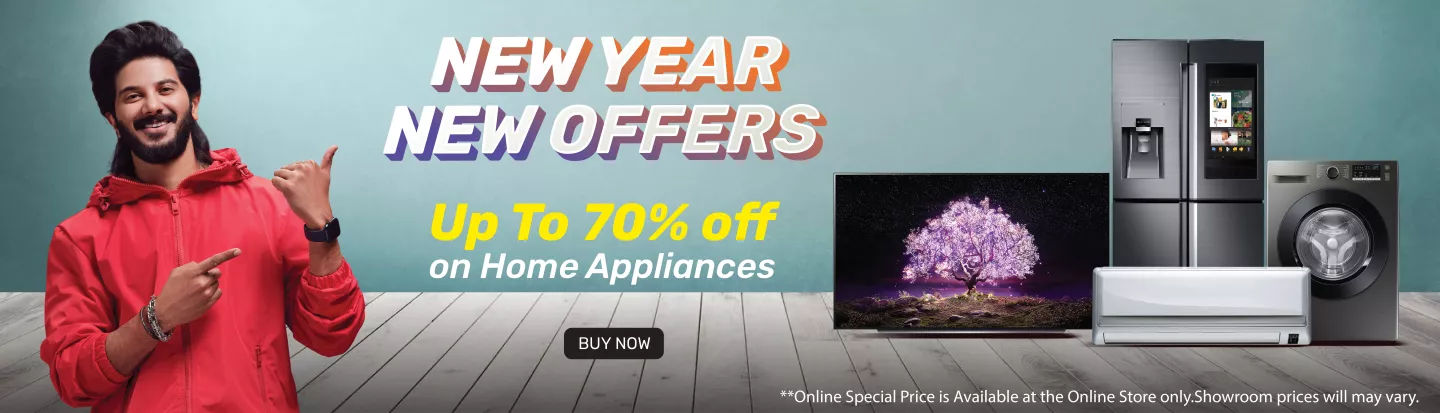 NEW YEAR
NEW OFFERS
Up To 70% off
on Home Appliances
BUY NOW
**Online Special Price is Available at the Online Store only.Showroom prices will may vary.